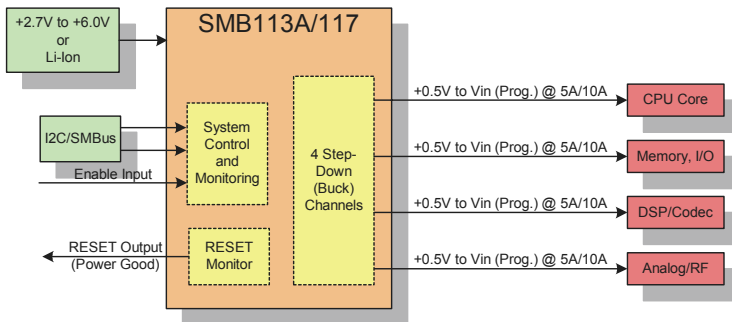 +2.7V to +6.0V
or
Li-Ion
SMB113A/117
I2C/SMBus
Enable Input
System
Control
and
Monitoring
RESET Output
(Power Good)
RESET
Monitor
4 Step-
Down
(Buck)
Channels
+0.5V to Vin (Prog.) @ 5A/10A
CPU Core
+0.5V to Vin (Prog.) @ 5A/10A
Memory, I/O
+0.5V to Vin (Prog.) @ 5A/10A
DSP/Codec
+0.5V to Vin (Prog.) @ 5A/10A
Analog/RF